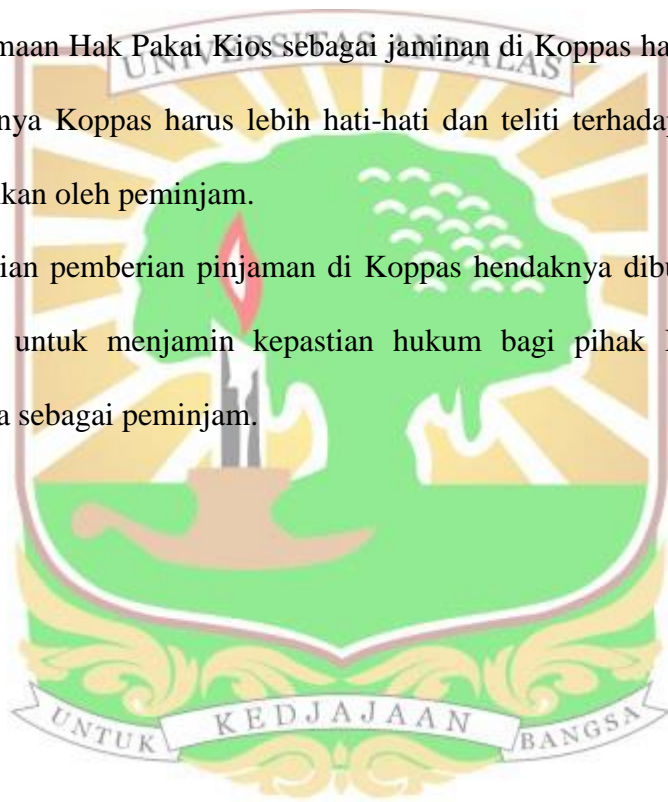 maan Hak Pakai Kios sebagai jaminan di Koppas ha
UNIVERSITAS ANDALAS
nya Koppas harus lebih hati-hati dan teliti terhada
kan oleh peminjam.
ian pemberian pinjaman di Koppas hendaknya dibu
untuk menjamin kepastian hukum bagi pihak
a sebagai peminjam.
UNTUK KEDJAJAAN BANGSA